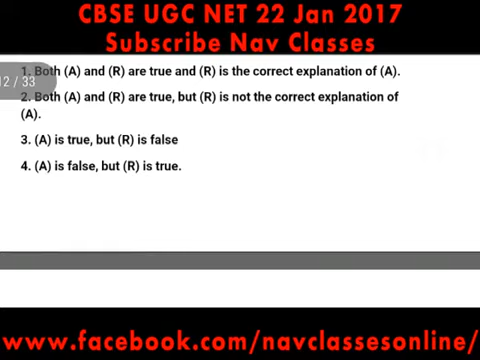 CBSE UGC NET 22 Jan 2017
Subscribe Nav Classes
1. Both (A) and (R) are true and (R) is the correct explanation of (A).
12 / 33
2. Both (A) and (R) are true, but (R) is not the correct explanation of
(A).
3. (A) is true, but (R) is false
4. (A) is false, but (R) is true.
www.facebook.com/navclassesonline/